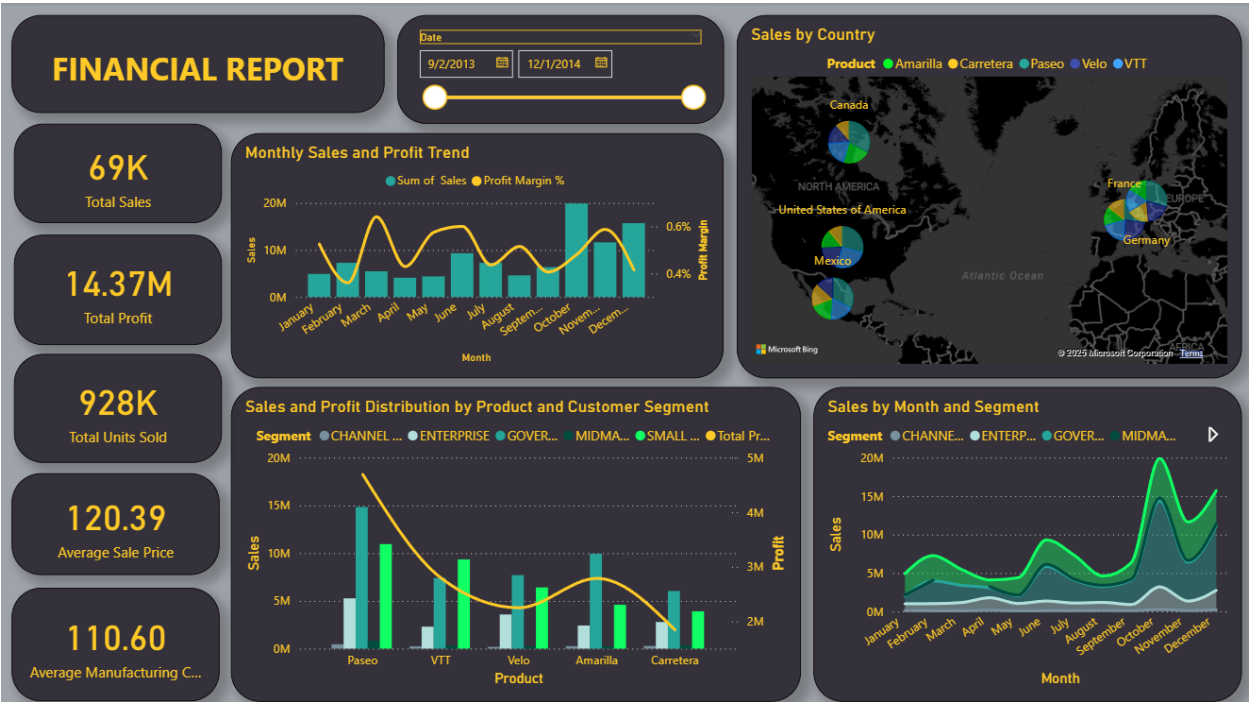 FINANCIAL REPORT
Date
9/2/2013
12/1/2014
69K
Total Sales
14.37M
Total Profit
928K
Total Units Sold
120.39
Average Sale Price
110.60
Average Manufacturing C...
Monthly Sales and Profit Trend
Sum of Sales Profit Margin %
20M
10M
0M
Sales
0.6%
0.4%
Profit Margin
January February March April May June July August Septem... October Novem... Decem...
Month
Sales by Country
Product Amarilla Carretera Paseo Velo VTT
Canada
NORTH AMERICA
United States of America
Mexico
France
EUROPE
Germany
Atlantic Ocean
AFRICA
Microsoft Bing
© 2025 Microsoft Corporation Terms
Sales and Profit Distribution by Product and Customer Segment
Segment CHANNEL ... ENTERPRISE GOVER... MIDMA... SMALL ... Total Pr...
20M
15M
10M
5M
0M
Sales
5M
4M
3M
2M
Profit
Paseo VTT Velo Amarilla Carretera
Product
Sales by Month and Segment
Segment CHANNE... ENTERP... GOVER... MIDMA...
20M
15M
10M
5M
0M
Sales
January February March April May June July August September October November December
Month